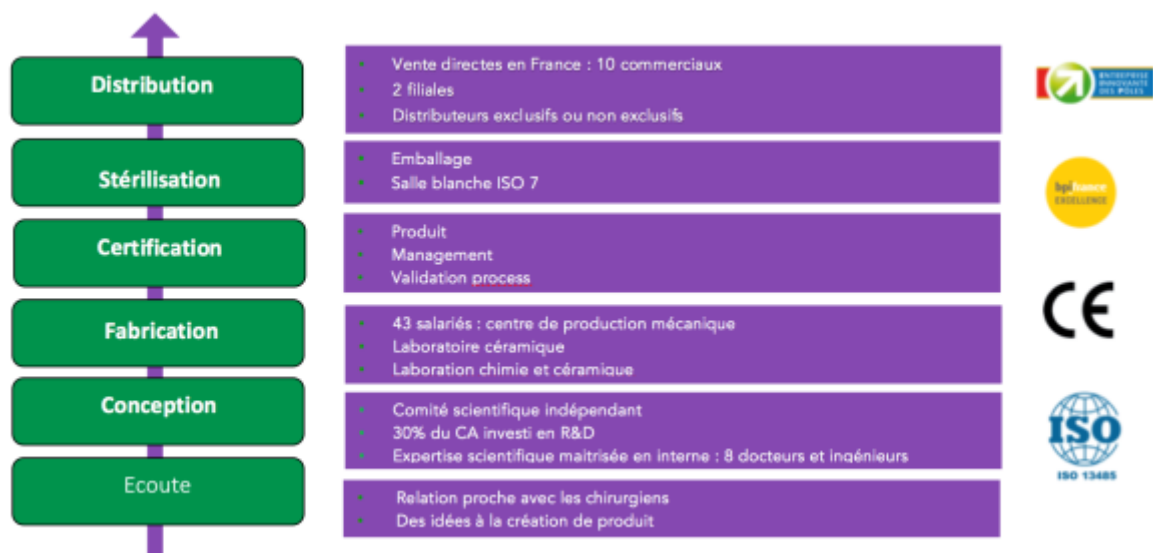 Distribution
Vente directes en France : 10 commerciaux
2 filiales
Distributeurs exclusifs ou non exclusifs
ENTREPRISE
INNOVANTE
DES PÔLES
Stérilisation
Emballage
Salle blanche ISO 7
bpifrance
EXCELLENCE
Certification
Produit
Management
Validation process
Fabrication
43 salariés : centre de production mécanique
Laboratoire céramique
Laboration chimie et céramique
CE
Conception
Comité scientifique indépendant
30% du CA investi en R&D
Expertise scientifique maitrisée en interne : 8 docteurs et ingénieurs
ISO
ISO 13485
Ecoute
Relation proche avec les chirurgiens
Des idées à la création de produit